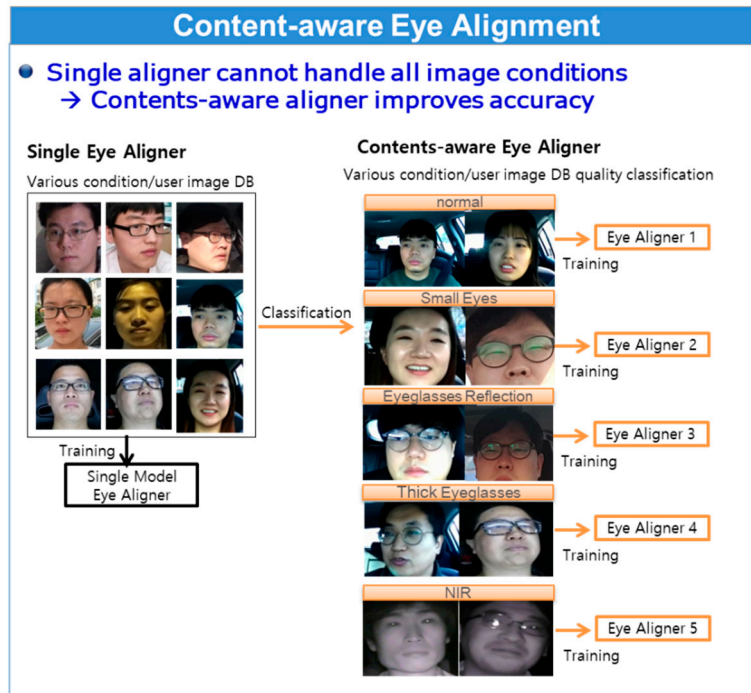 Content-aware Eye Alignment
Single aligner cannot handle all image conditions
→ Contents-aware aligner improves accuracy
Single Eye Aligner
Various condition/user image DB
Training
Single Model
Eye Aligner
Classification
Contents-aware Eye Aligner
Various condition/user image DB quality classification
normal
Training
Eye Aligner 1
Small Eyes
Training
Eye Aligner 2
Eyeglasses Reflection
Training
Eye Aligner 3
Thick Eyeglasses
Training
Eye Aligner 4
NIR
Training
Eye Aligner 5